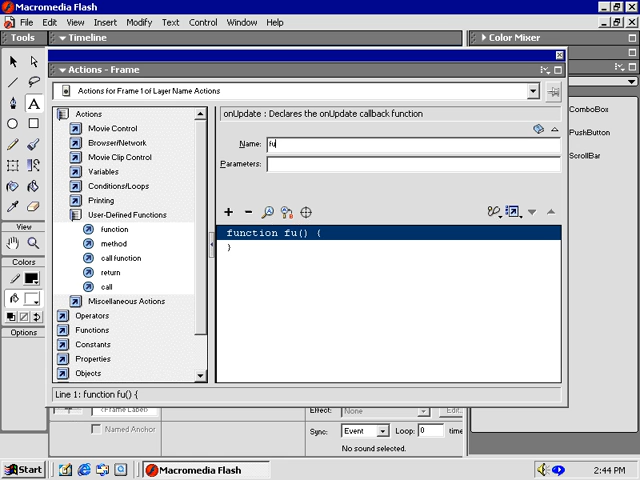 Macromedia Flash
File Edit View Insert Modify Text Control Window Help
Tools
Timeline
Color Mixer
Actions - Frame
Actions for Frame 1 of Layer Name Actions
Actions
Movie Control
Browser/Network
Movie Clip Control
Variables
Conditions/Loops
Printing
User-Defined Functions
function
method
call function
return
call
Miscellaneous Actions
Operators
Functions
Constants
Properties
Objects
onUpdate : Declares the onUpdate callback function
Name: fu
Parameters:
function fu() {
}
Line 1: function fu() {
ComboBox
PushButton
ScrollBar
View
Colors
Options
<Frame Label>
Named Anchor
Effect: None Edit...
Sync: Event Loop: 0 time
No sound selected.
Start Macromedia Flash 2:44 PM